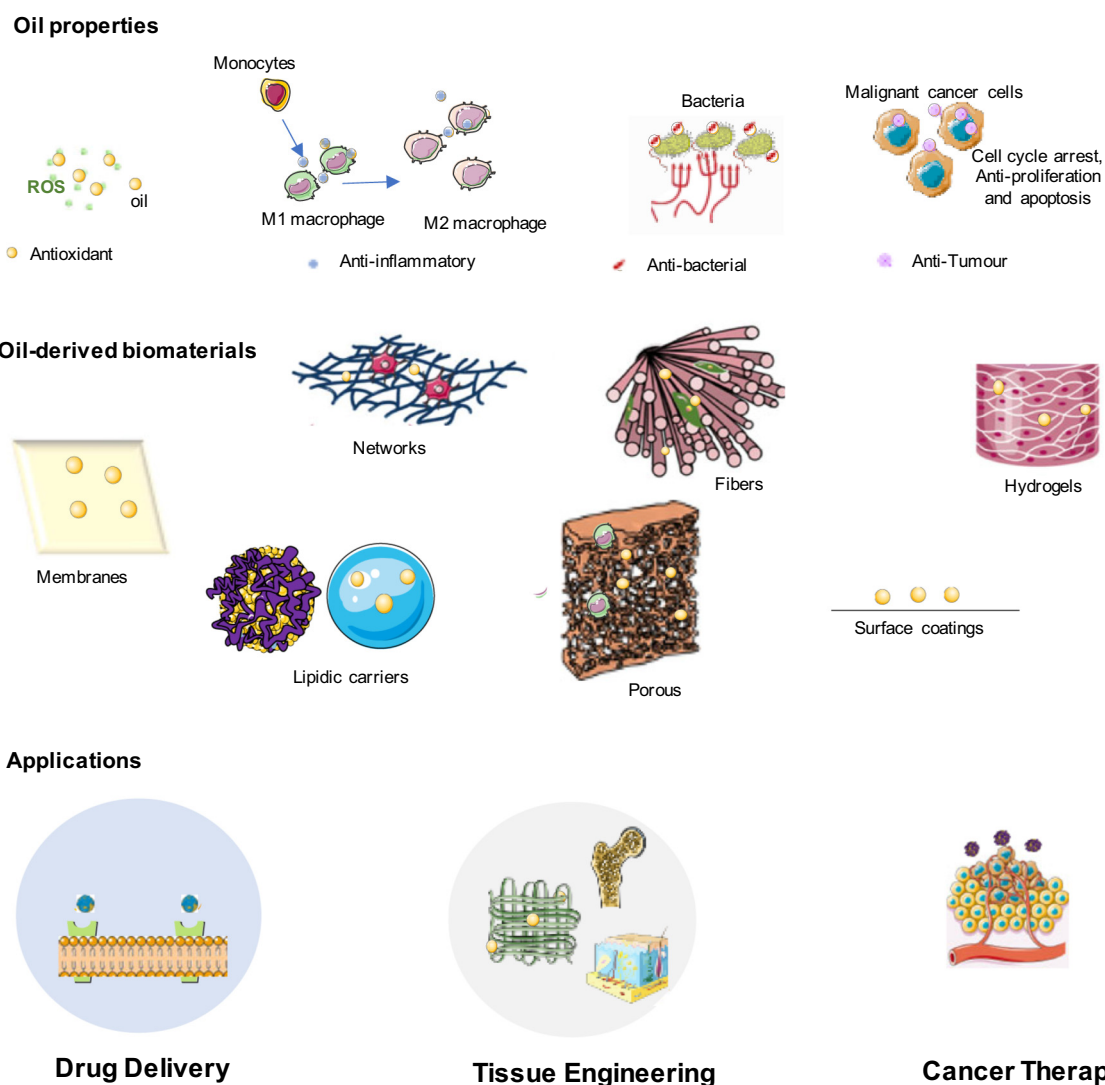 Oil properties
Monocytes
ROS
oil
M1 macrophage
M2 macrophage
Bacteria
Malignant cancer cells
Cell cycle arrest,
Anti-proliferation
and apoptosis
Antioxidant
Anti-inflammatory
Anti-bacterial
Anti-Tumour
Oil-derived biomaterials
Networks
Fibers
Hydrogels
Membranes
Lipidic carriers
Porous
Surface coatings
Applications
Drug Delivery
Tissue Engineering
Cancer Therap